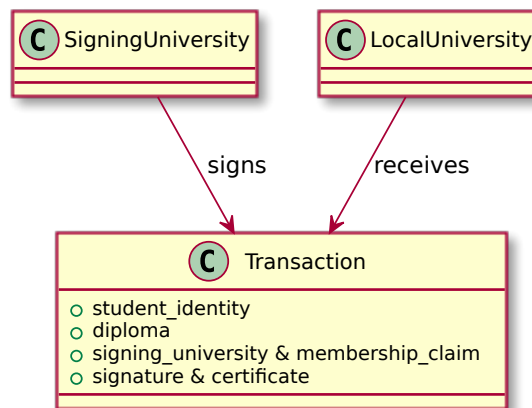 C SigningUniversity
C LocalUniversity
signs
receives
C Transaction
student_identity
diploma
signing_university & membership_claim
signature & certificate